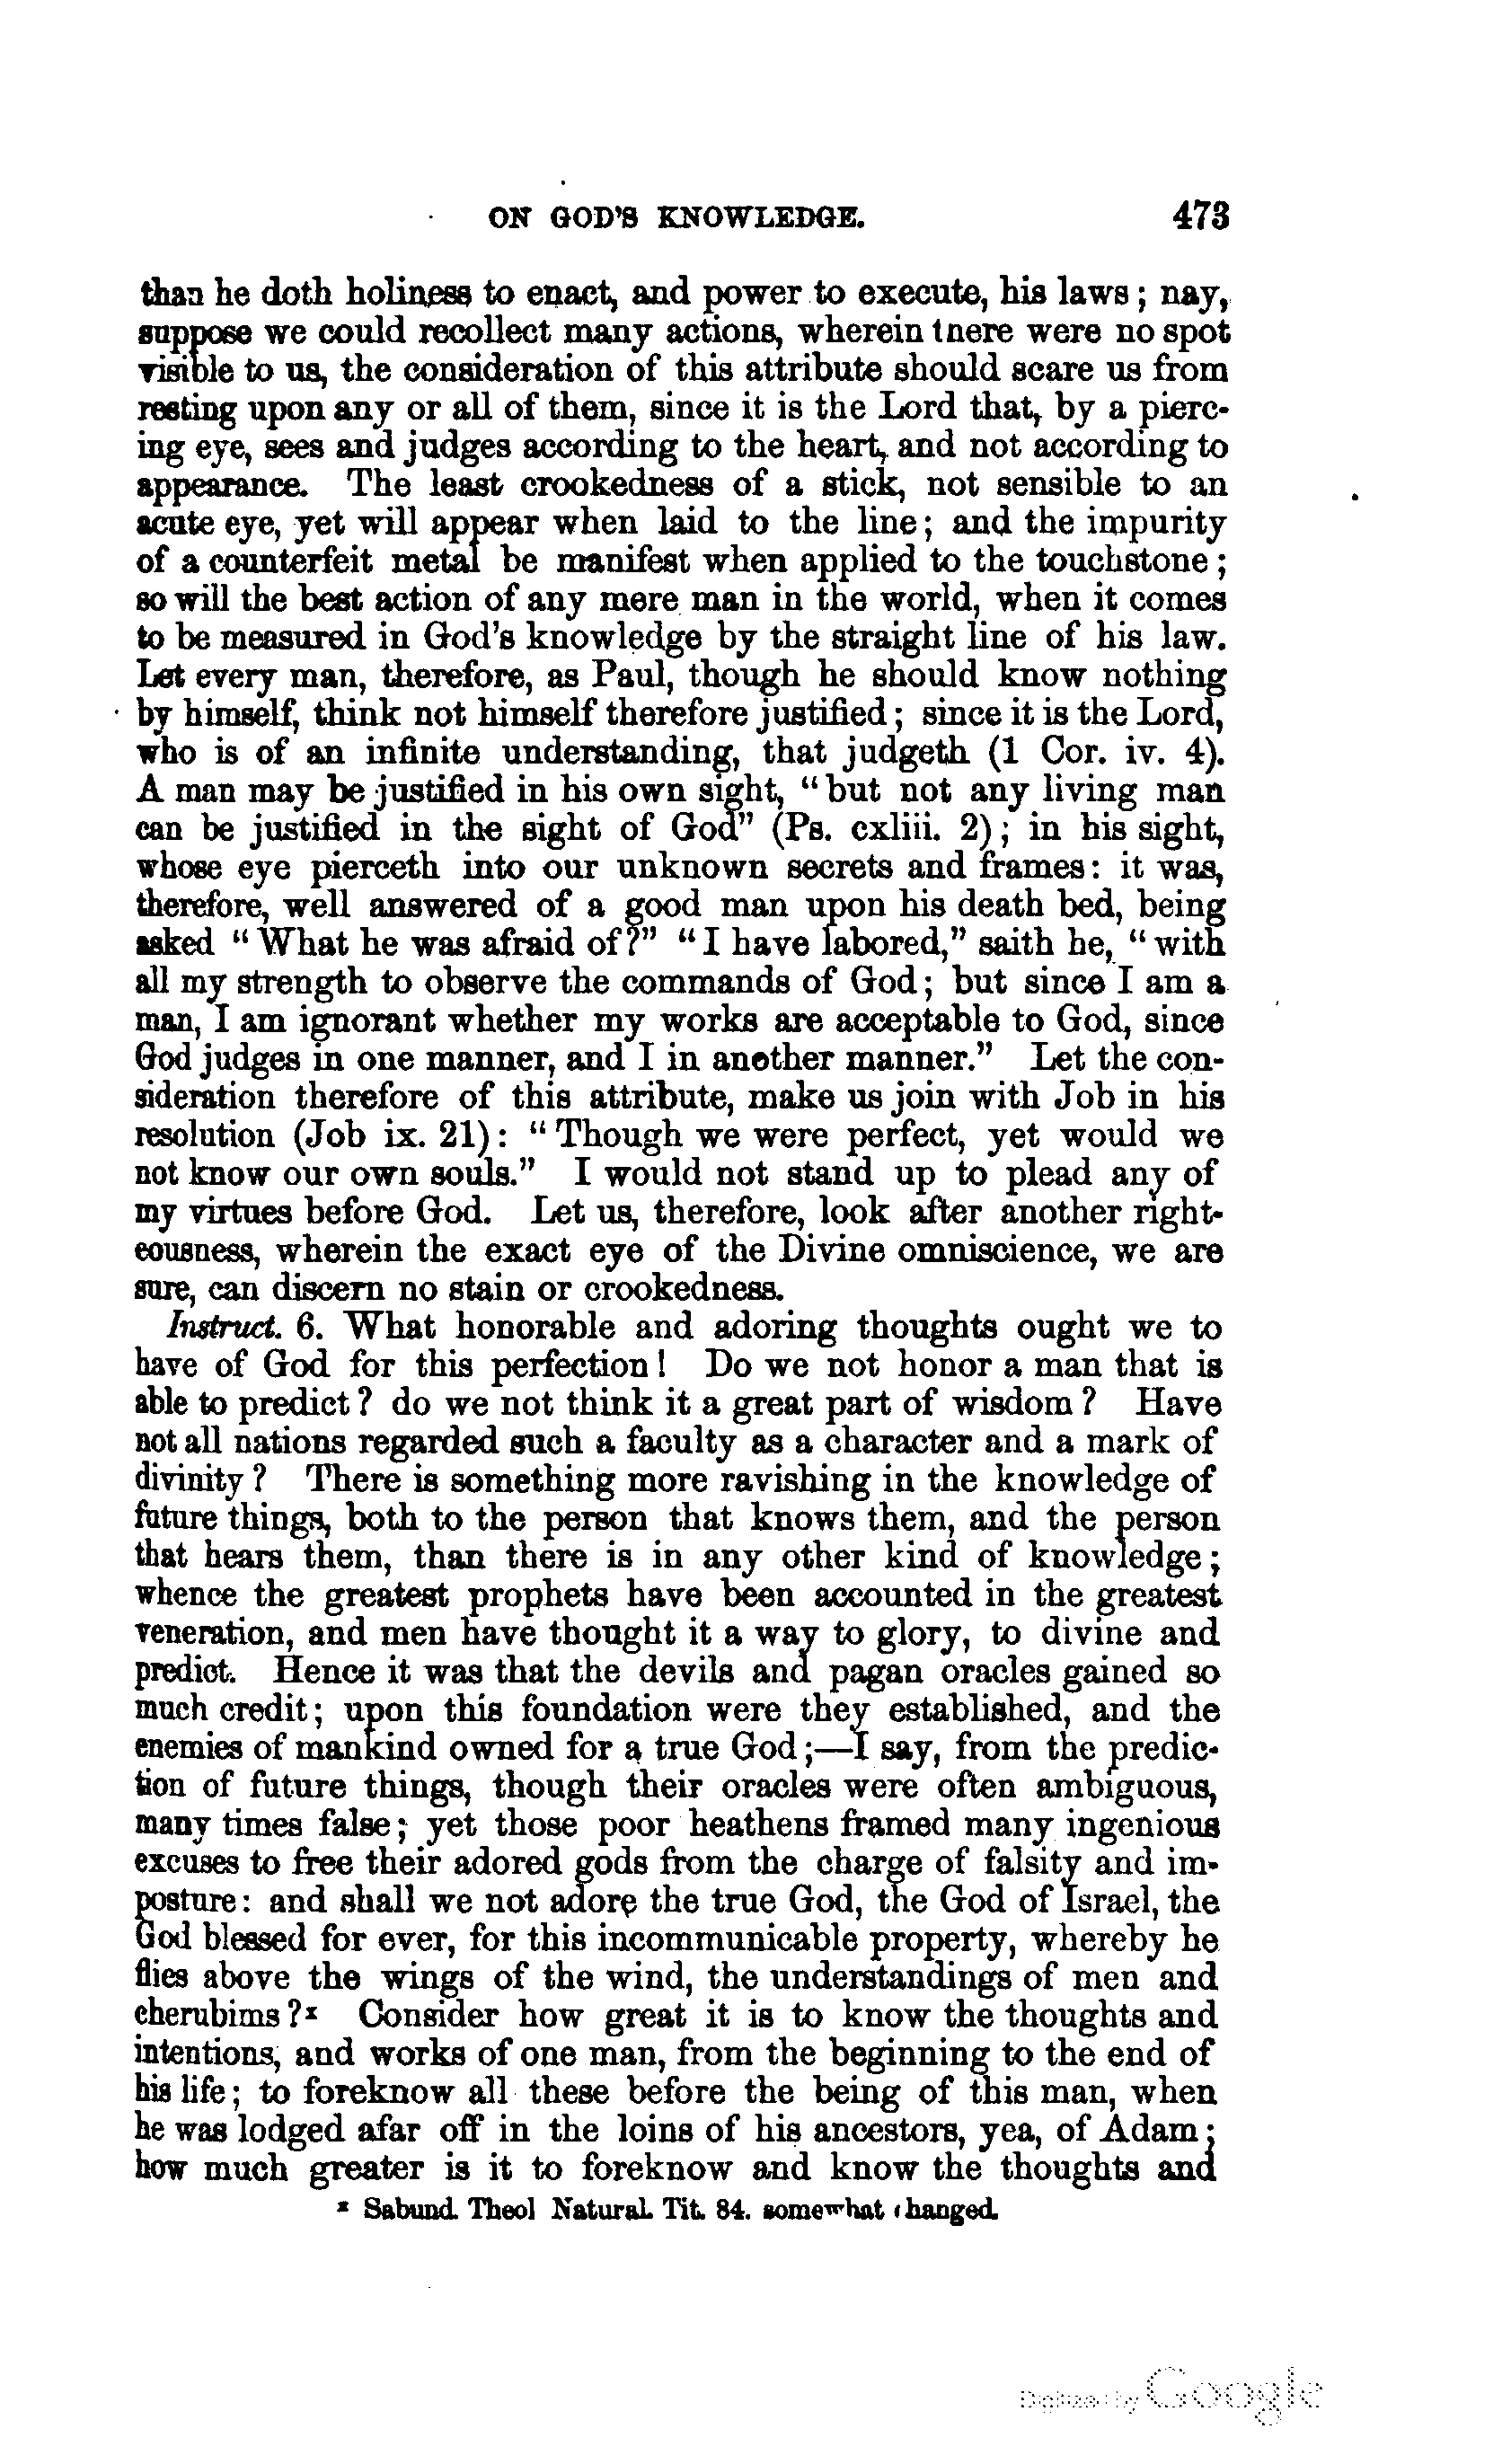 ON GOD'S KNOWLEDGE. 473
than he doth holiness to enact, and power to execute, his laws; nay,
suppose we could recollect many actions, wherein tnere were no spot
visible to us, the consideration of this attribute should scare us from
resting upon any or all of them, since it is the Lord that, by a pierc-
ing eye, sees and judges according to the heart, and not according to
appearance. The least crookedness of a stick, not sensible to an
acute eye, yet will appear when laid to the line; and the impurity
of a counterfeit metal be manifest when applied to the touchstone;
so will the best action of any mere man in the world, when it comes
to be measured in God's knowledge by the straight line of his law.
Let every man, therefore, as Paul, though he should know nothing
by himself, think not himself therefore justified; since it is the Lord,
who is of an infinite understanding, that judgeth (1 Cor. iv. 4).
A man may be justified in his own sight, "but not any living man
can be justified in the sight of God" (Ps. cxliii. 2); in his sight,
whose eye pierceth into our unknown secrets and frames: it was,
therefore, well answered of a good man upon his death bed, being
asked "What he was afraid of?" "I have labored," saith he, "with
all my strength to observe the commands of God; but since I am a
man, I am ignorant whether my works are acceptable to God, since
God judges in one manner, and I in another manner." Let the con-
sideration therefore of this attribute, make us join with Job in his
resolution (Job ix. 21): "Though we were perfect, yet would we
not know our own souls." I would not stand up to plead any of
my virtues before God. Let us, therefore, look after another right-
eousness, wherein the exact eye of the Divine omniscience, we are
sure, can discern no stain or crookedness.
Instruct. 6. What honorable and adoring thoughts ought we to
have of God for this perfection! Do we not honor a man that is
able to predict? do we not think it a great part of wisdom? Have
not all nations regarded such a faculty as a character and a mark of
divinity? There is something more ravishing in the knowledge of
future things, both to the person that knows them, and the person
that hears them, than there is in any other kind of knowledge;
whence the greatest prophets have been accounted in the greatest
veneration, and men have thought it a way to glory, to divine and
predict. Hence it was that the devils and pagan oracles gained so
much credit; upon this foundation were they established, and the
enemies of mankind owned for a true God;—I say, from the predic-
tion of future things, though their oracles were often ambiguous,
many times false; yet those poor heathens framed many ingenious
excuses to free their adored gods from the charge of falsity and im-
posture: and shall we not adore the true God, the God of Israel, the
God blessed for ever, for this incommunicable property, whereby he
flies above the wings of the wind, the understandings of men and
cherubims?x Consider how great it is to know the thoughts and
intentions, and works of one man, from the beginning to the end of
his life; to foreknow all these before the being of this man, when
he was lodged afar off in the loins of his ancestors, yea, of Adam;
how much greater is it to foreknow and know the thoughts and
x Sabund. Theol Natural. Tit. 84. somewhat changed.
Digitized by Google